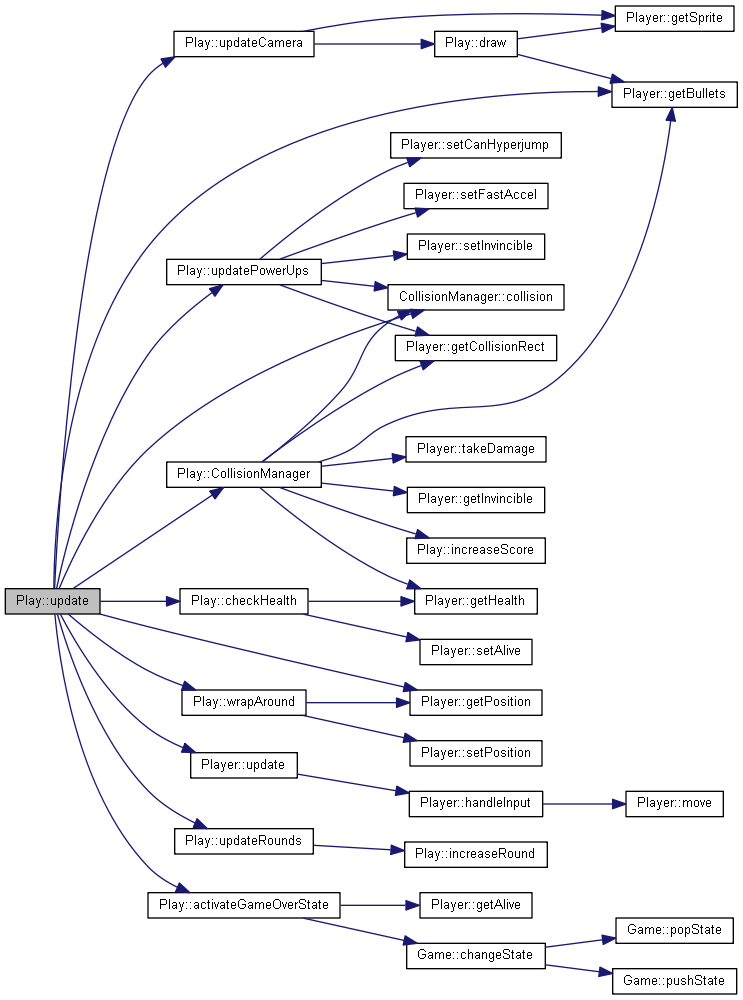 Player::getSprite
Play::updateCamera
Play::draw
Player::getBullets
Player::setCanHyperjump
Player::setFastAccel
Player::setInvincible
Play::updatePowerUps
CollisionManager::collision
Player::getCollisionRect
Player::takeDamage
Play::CollisionManager
Player::getInvincible
Play::increaseScore
Play::update
Play::checkHealth
Player::getHealth
Player::setAlive
Play::wrapAround
Player::getPosition
Player::setPosition
Player::update
Player::handleInput
Player::move
Play::updateRounds
Play::increaseRound
Play::activateGameOverState
Player::getAlive
Game::popState
Game::changeState
Game::pushState